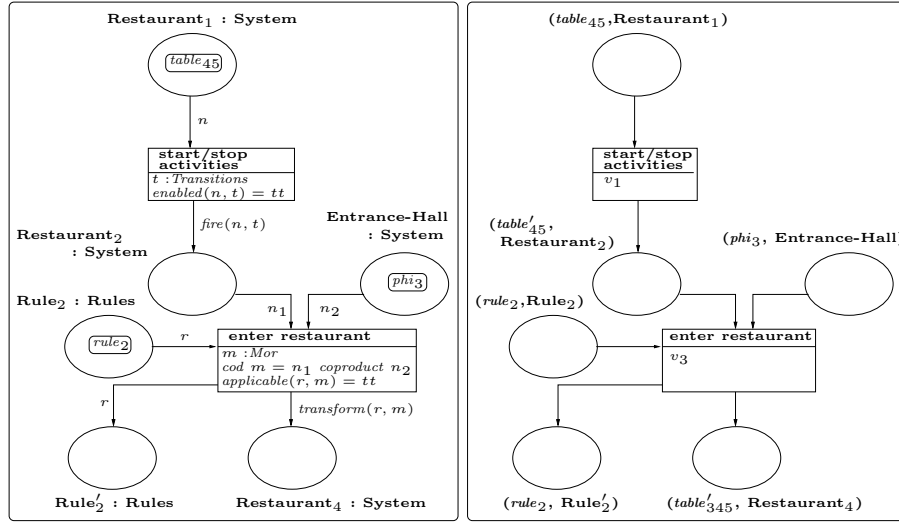 Restaurant₁ : System
table₄₅
n
start/stop
activities
t : Transitions
enabled(n, t) = tt
fire(n, t)
Restaurant₂
: System
Entrance-Hall
: System
phi₃
Rule₂ : Rules
n₁
n₂
rule₂
r
enter restaurant
m : Mor
cod m = n₁ coproduct n₂
applicable(r, m) = tt
r
transform(r, m)
Rule′₂ : Rules
Restaurant₄ : System
(table₄₅,Restaurant₁)
start/stop
activities
v₁
(table′₄₅,
Restaurant₂)
(phi₃, Entrance-Hall)
(rule₂,Rule₂)
enter restaurant
v₃
(rule₂, Rule′₂)
(table′₃₄₅, Restaurant₄)